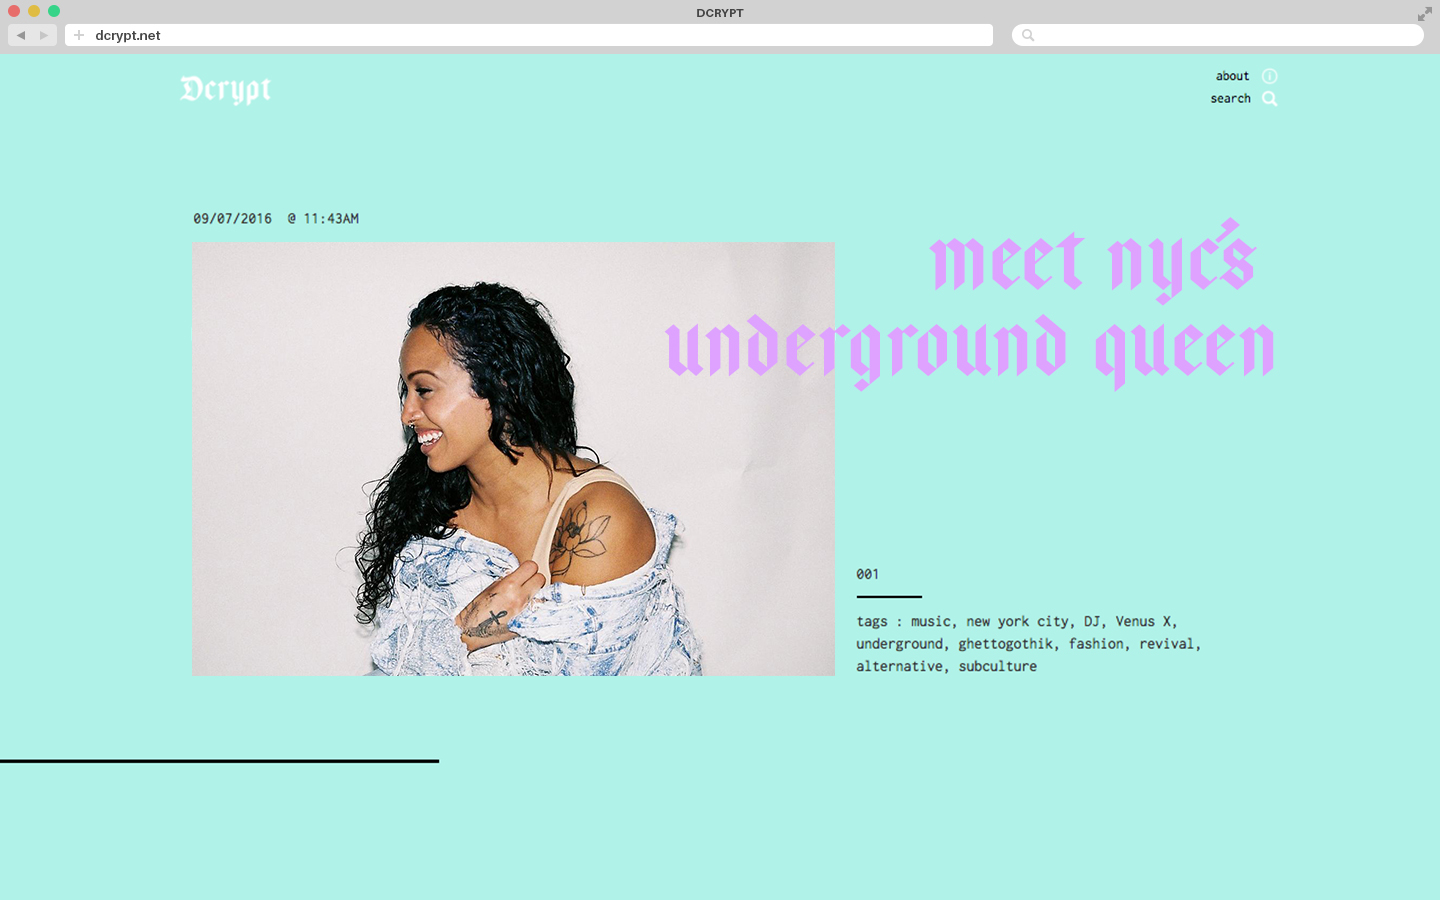 DCRYPT
dcrypt.net
Dcrypt
about
search
09/07/2016 @ 11:43AM
meet nyc's
underground queen
001
tags : music, new york city, DJ, Venus X,
underground, ghettogothik, fashion, revival,
alternative, subculture